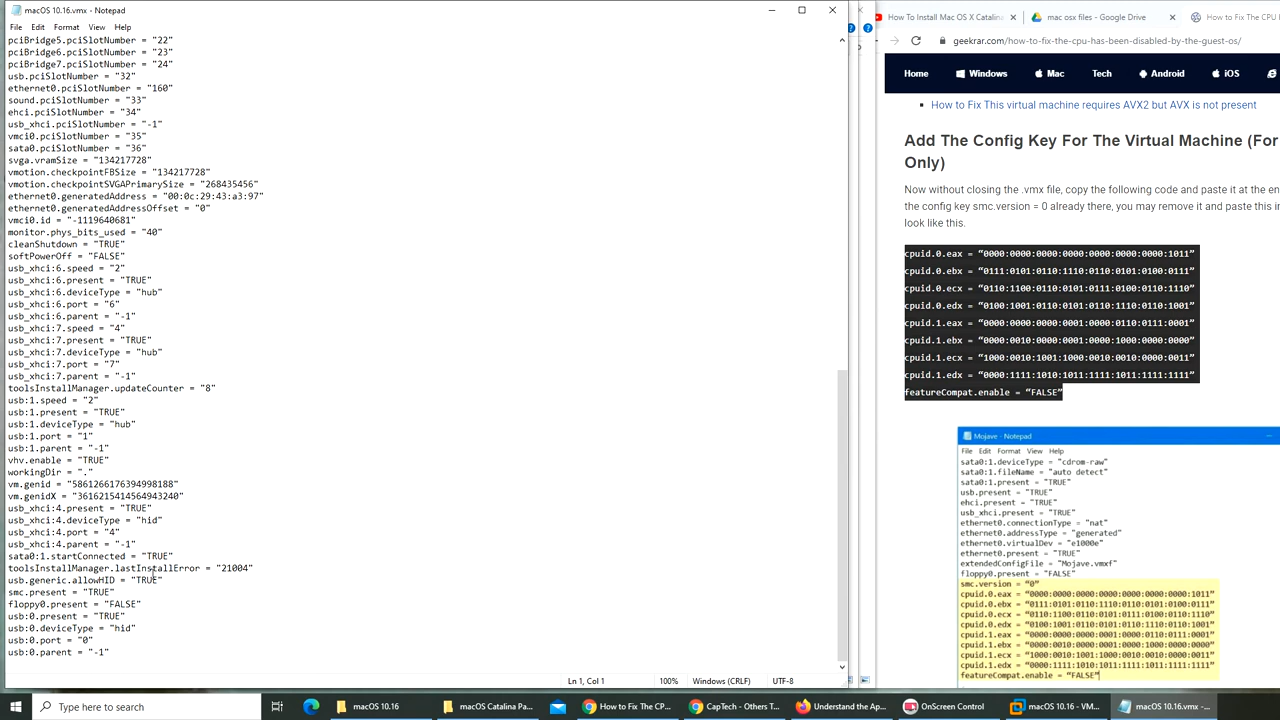 macOS 10.16.vmx - Notepad
File Edit Format View Help
pciBridge5.pciSlotNumber = "22"
pciBridge6.pciSlotNumber = "23"
pciBridge7.pciSlotNumber = "24"
usb.pciSlotNumber = "32"
ethernet0.pciSlotNumber = "160"
sound.pciSlotNumber = "33"
ehci.pciSlotNumber = "34"
usb_xhci.pciSlotNumber = "-1"
vmci0.pciSlotNumber = "35"
sata0.pciSlotNumber = "36"
svga.vramSize = "134217728"
vmotion.checkpointFBSize = "134217728"
vmotion.checkpointSVGAPrimarySize = "268435456"
ethernet0.generatedAddress = "00:0c:29:43:a3:97"
ethernet0.generatedAddressOffset = "0"
vmci0.id = "-1119640681"
monitor.phys_bits_used = "40"
cleanShutdown = "TRUE"
softPowerOff = "FALSE"
usb_xhci:6.speed = "2"
usb_xhci:6.present = "TRUE"
usb_xhci:6.deviceType = "hub"
usb_xhci:6.port = "6"
usb_xhci:6.parent = "-1"
usb_xhci:7.speed = "4"
usb_xhci:7.present = "TRUE"
usb_xhci:7.deviceType = "hub"
usb_xhci:7.port = "7"
usb_xhci:7.parent = "-1"
toolsInstallManager.updateCounter = "8"
usb:1.speed = "2"
usb:1.present = "TRUE"
usb:1.deviceType = "hub"
usb:1.port = "1"
usb:1.parent = "-1"
vhv.enable = "TRUE"
workingDir = "."
vm.genid = "5861266176394998188"
vm.genidX = "3616215414564943240"
usb_xhci:4.present = "TRUE"
usb_xhci:4.deviceType = "hid"
usb_xhci:4.port = "4"
usb_xhci:4.parent = "-1"
sata0:1.startConnected = "TRUE"
toolsInstallManager.lastInstallError = "21004"
usb.generic.allowHID = "TRUE"
smc.present = "TRUE"
floppy0.present = "FALSE"
usb:0.present = "TRUE"
usb:0.deviceType = "hid"
usb:0.port = "0"
usb:0.parent = "-1"
Ln 1, Col 1 100% Windows (CRLF) UTF-8
How To Install Mac OS X Catalin
mac osx files - Google Drive
How to Fix The CPU
geekrar.com/how-to-fix-the-cpu-has-been-disabled-by-the-guest-os/
Home Windows Mac Tech Android iOS
How to Fix This virtual machine requires AVX2 but AVX is not present
Add The Config Key For The Virtual Machine (For
Only)
Now without closing the .vmx file, copy the following code and paste it at the en
the config key smc.version = 0 already there, you may remove it and paste this in
look like this.
cpuid.0.eax = “0000:0000:0000:0000:0000:0000:0000:1011”
cpuid.0.ebx = “0111:0101:0110:1110:0110:0101:0100:0111”
cpuid.0.ecx = “0110:1100:0110:0101:0111:0100:0110:1110”
cpuid.0.edx = “0100:1001:0110:0101:0110:1110:0110:1001”
cpuid.1.eax = “0000:0000:0000:0001:0000:0110:0111:0001”
cpuid.1.ebx = “0000:0010:0000:0001:0000:1000:0000:0000”
cpuid.1.ecx = “1000:0010:1001:1000:0010:0010:0000:0011”
cpuid.1.edx = “0000:1111:1010:1011:1111:1011:1111:1111”
featureCompat.enable = “FALSE”
Mojave - Notepad
File Edit Format View Help
sata0:1.deviceType = "cdrom-raw"
sata0:1.fileName = "auto detect"
sata0:1.present = "TRUE"
usb.present = "TRUE"
ehci.present = "TRUE"
usb_xhci.present = "TRUE"
ethernet0.connectionType = "nat"
ethernet0.addressType = "generated"
ethernet0.virtualDev = "e1000e"
ethernet0.present = "TRUE"
extendedConfigFile = "Mojave.vmxf"
floppy0.present = "FALSE"
smc.version = “0”
cpuid.0.eax = “0000:0000:0000:0000:0000:0000:0000:1011”
cpuid.0.ebx = “0111:0101:0110:1110:0110:0101:0100:0111”
cpuid.0.ecx = “0110:1100:0110:0101:0111:0100:0110:1110”
cpuid.0.edx = “0100:1001:0110:0101:0110:1110:0110:1001”
cpuid.1.eax = “0000:0000:0000:0001:0000:0110:0111:0001”
cpuid.1.ebx = “0000:0010:0000:0001:0000:1000:0000:0000”
cpuid.1.ecx = “1000:0010:1001:1000:0010:0010:0000:0011”
cpuid.1.edx = “0000:1111:1010:1011:1111:1011:1111:1111”
featureCompat.enable = “FALSE”
Type here to search
macOS 10.16
macOS Catalina Pa...
How to Fix The CP...
CapTech - Others T...
Understand the Ap...
OnScreen Control
macOS 10.16 - VM...
macOS 10.16.vmx - ...